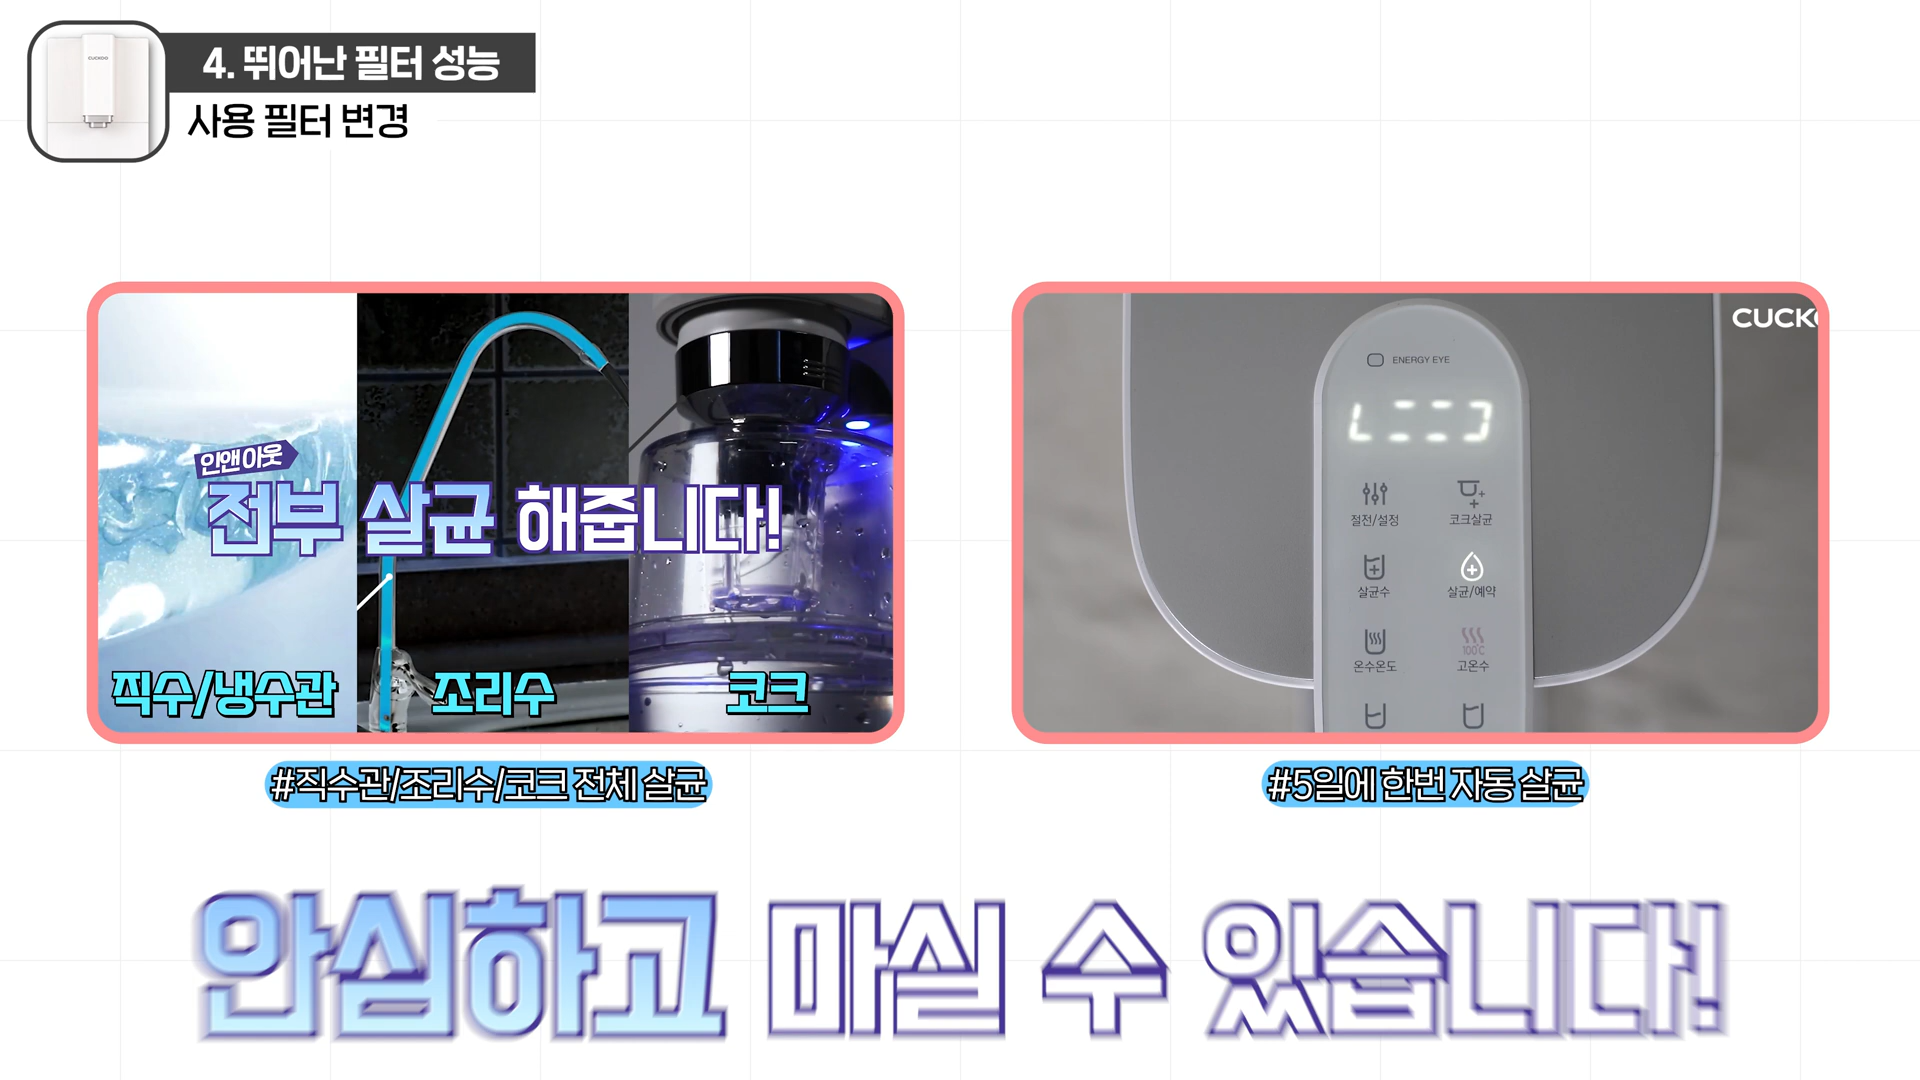 CUCKOO
4. 뛰어난 필터 성능
사용 필터 변경
인앤아웃
전부 살균 해줍니다!
직수/냉수관
조리수
코크
CUCK
ENERGY EYE
절전/설정
코크살균
살균수
살균/예약
온수온도
100℃
고온수
#직수관/조리수/코크 전체 살균
#5일에 한번 자동 살균
안심하고 마실 수 있습니다!